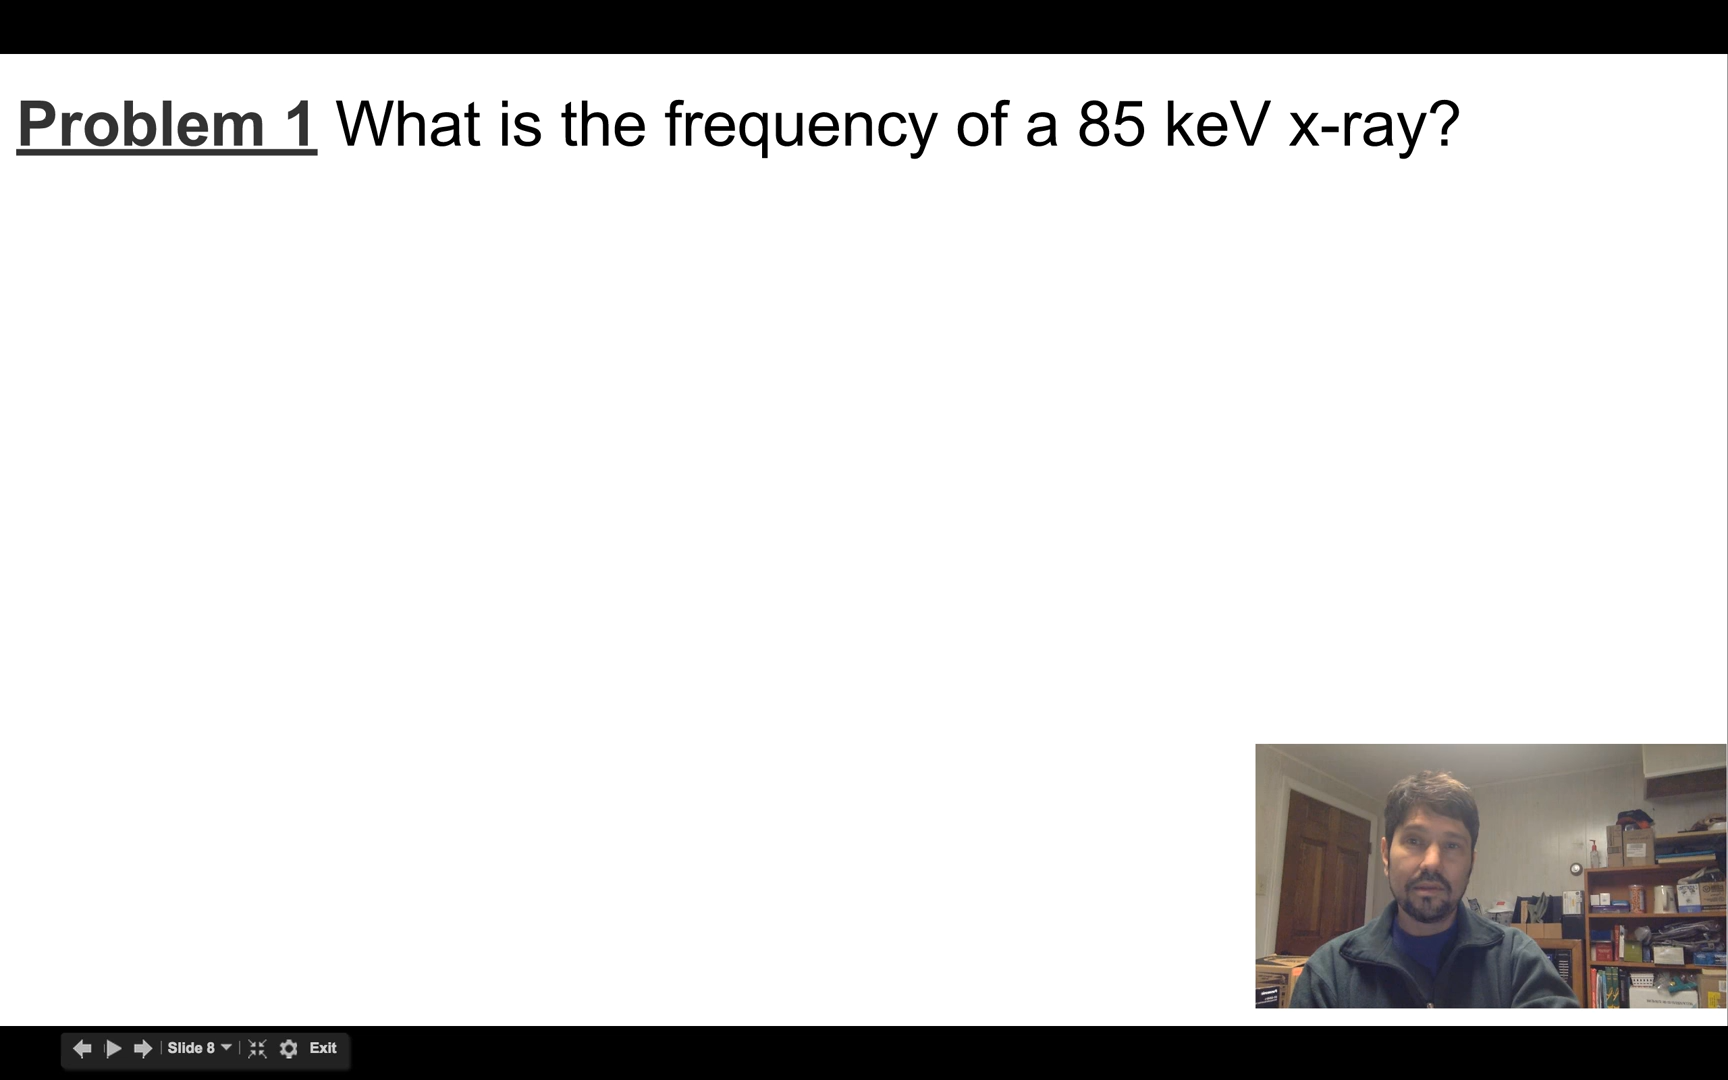 Problem 1 What is the frequency of a 85 keV x-ray?
Slide 8
Exit